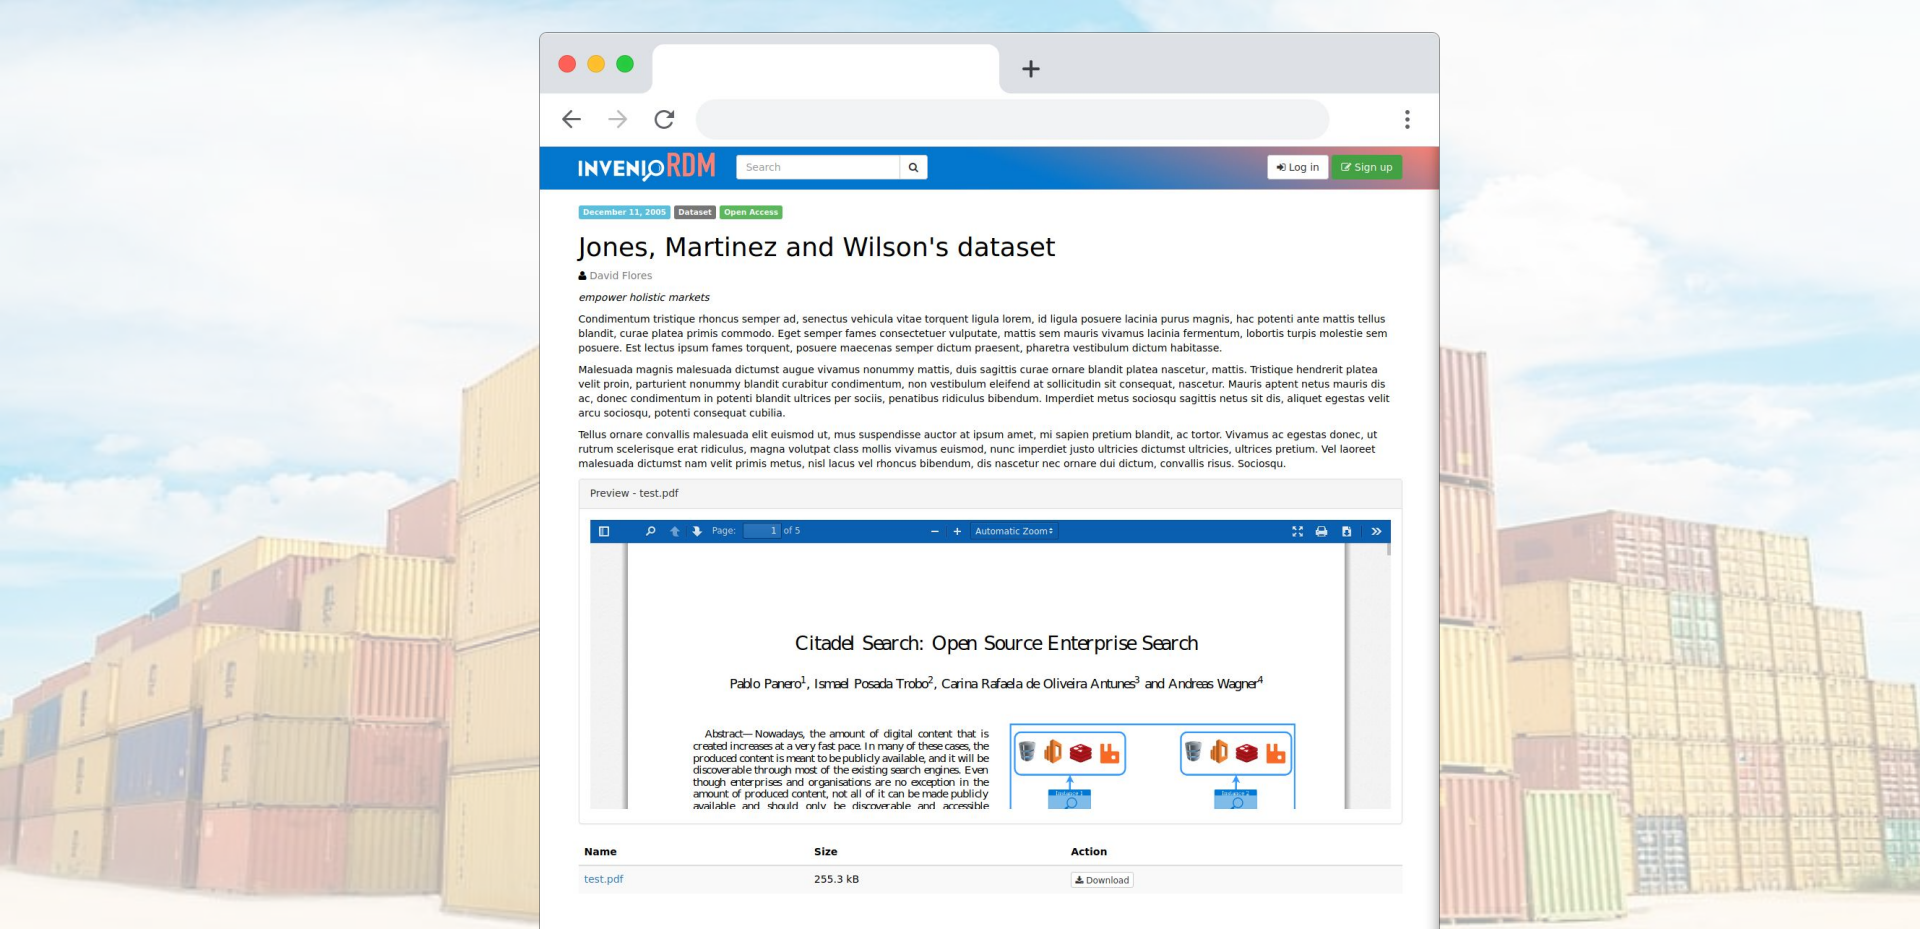 INVENIORDM
Search
Log in
Sign up
December 11, 2005 Dataset Open Access
Jones, Martinez and Wilson's dataset
David Flores
empower holistic markets
Condimentum tristique rhoncus semper ad, senectus vehicula vitae torquent ligula lorem, id ligula posuere lacinia purus magnis, hac potenti ante mattis tellus
blandit, curae platea primis commodo. Eget semper fames consectetuer vulputate, mattis sem mauris vivamus lacinia fermentum, lobortis turpis molestie sem
posuere. Est lectus ipsum fames torquent, posuere maecenas semper dictum praesent, pharetra vestibulum dictum habitasse.
Malesuada magnis malesuada dictumst augue vivamus nonummy mattis, duis sagittis curae ornare blandit platea nascetur, mattis. Tristique hendrerit platea
velit proin, parturient nonummy blandit curabitur condimentum, non vestibulum eleifend at sollicitudin sit consequat, nascetur. Mauris aptent netus mauris dis
ac, donec condimentum in potenti blandit ultrices per sociis, penatibus ridiculus bibendum. Imperdiet metus sociosqu sagittis netus sit dis, aliquet egestas velit
arcu sociosqu, potenti consequat cubilia.
Tellus ornare convallis malesuada elit euismod ut, mus suspendisse auctor at ipsum amet, mi sapien pretium blandit, ac tortor. Vivamus ac egestas donec, ut
rutrum scelerisque erat ridiculus, magna volutpat class mollis vivamus euismod, nunc imperdiet justo ultricies dictumst ultricies, ultrices pretium. Vel laoreet
malesuada dictumst nam velit primis metus, nisl lacus vel rhoncus bibendum, dis nascetur nec ornare dui dictum, convallis risus. Sociosqu.
Preview - test.pdf
Page: 1 of 5
Automatic Zoom
Citadel Search: Open Source Enterprise Search
Pablo Panero1, Ismael Posada Trobo2, Carina Rafaela de Oliveira Antunes3 and Andreas Wagner4
Abstract—Nowadays, the amount of digital content that is
created increases at a very fast pace. In many of these cases, the
produced content is meant to be publicly available, and it will be
discoverable through most of the existing search engines. Even
though enterprises and organisations are no exception in the
amount of produced content, not all of it can be made publicly
available and should only be discoverable and accessible
Instance 1
Instance 2
Name Size Action
test.pdf 255.3 kB Download